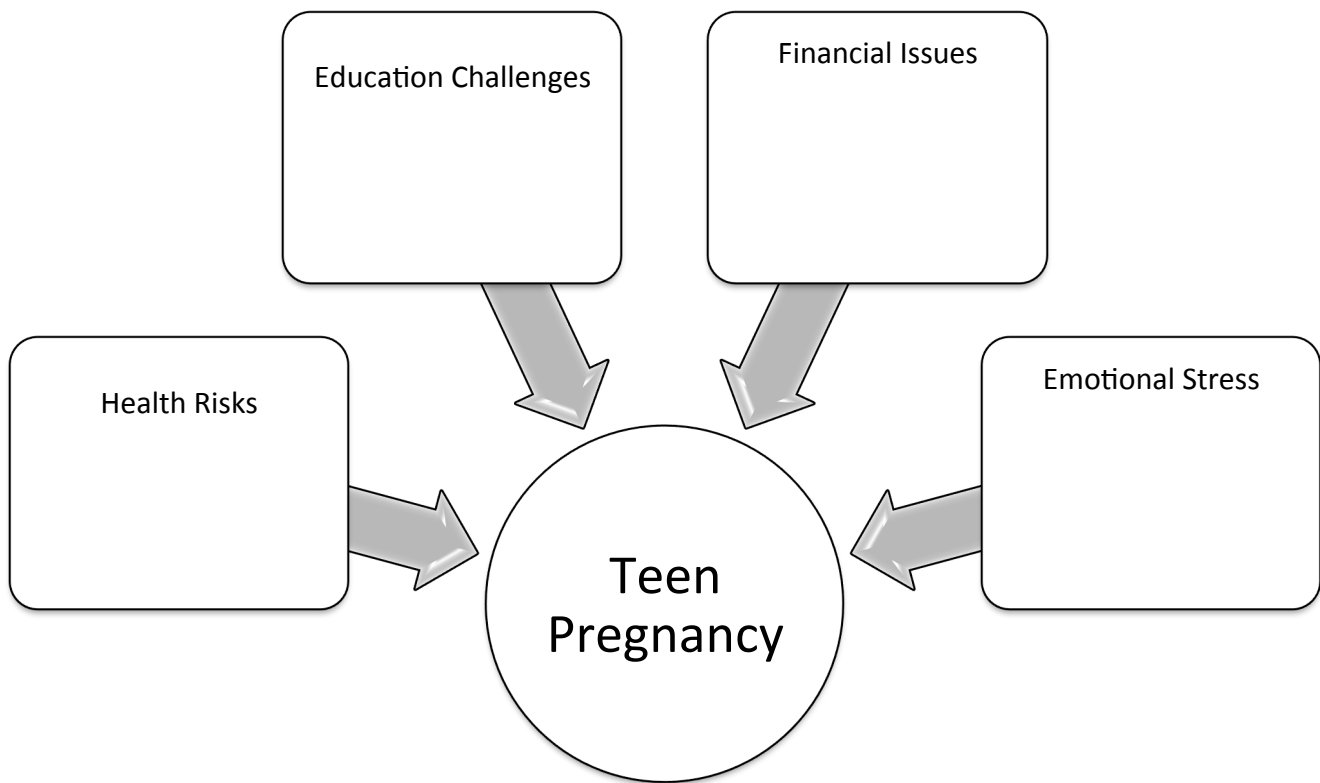 Education Challenges
Financial Issues
Health Risks
Emotional Stress
Teen
Pregnancy